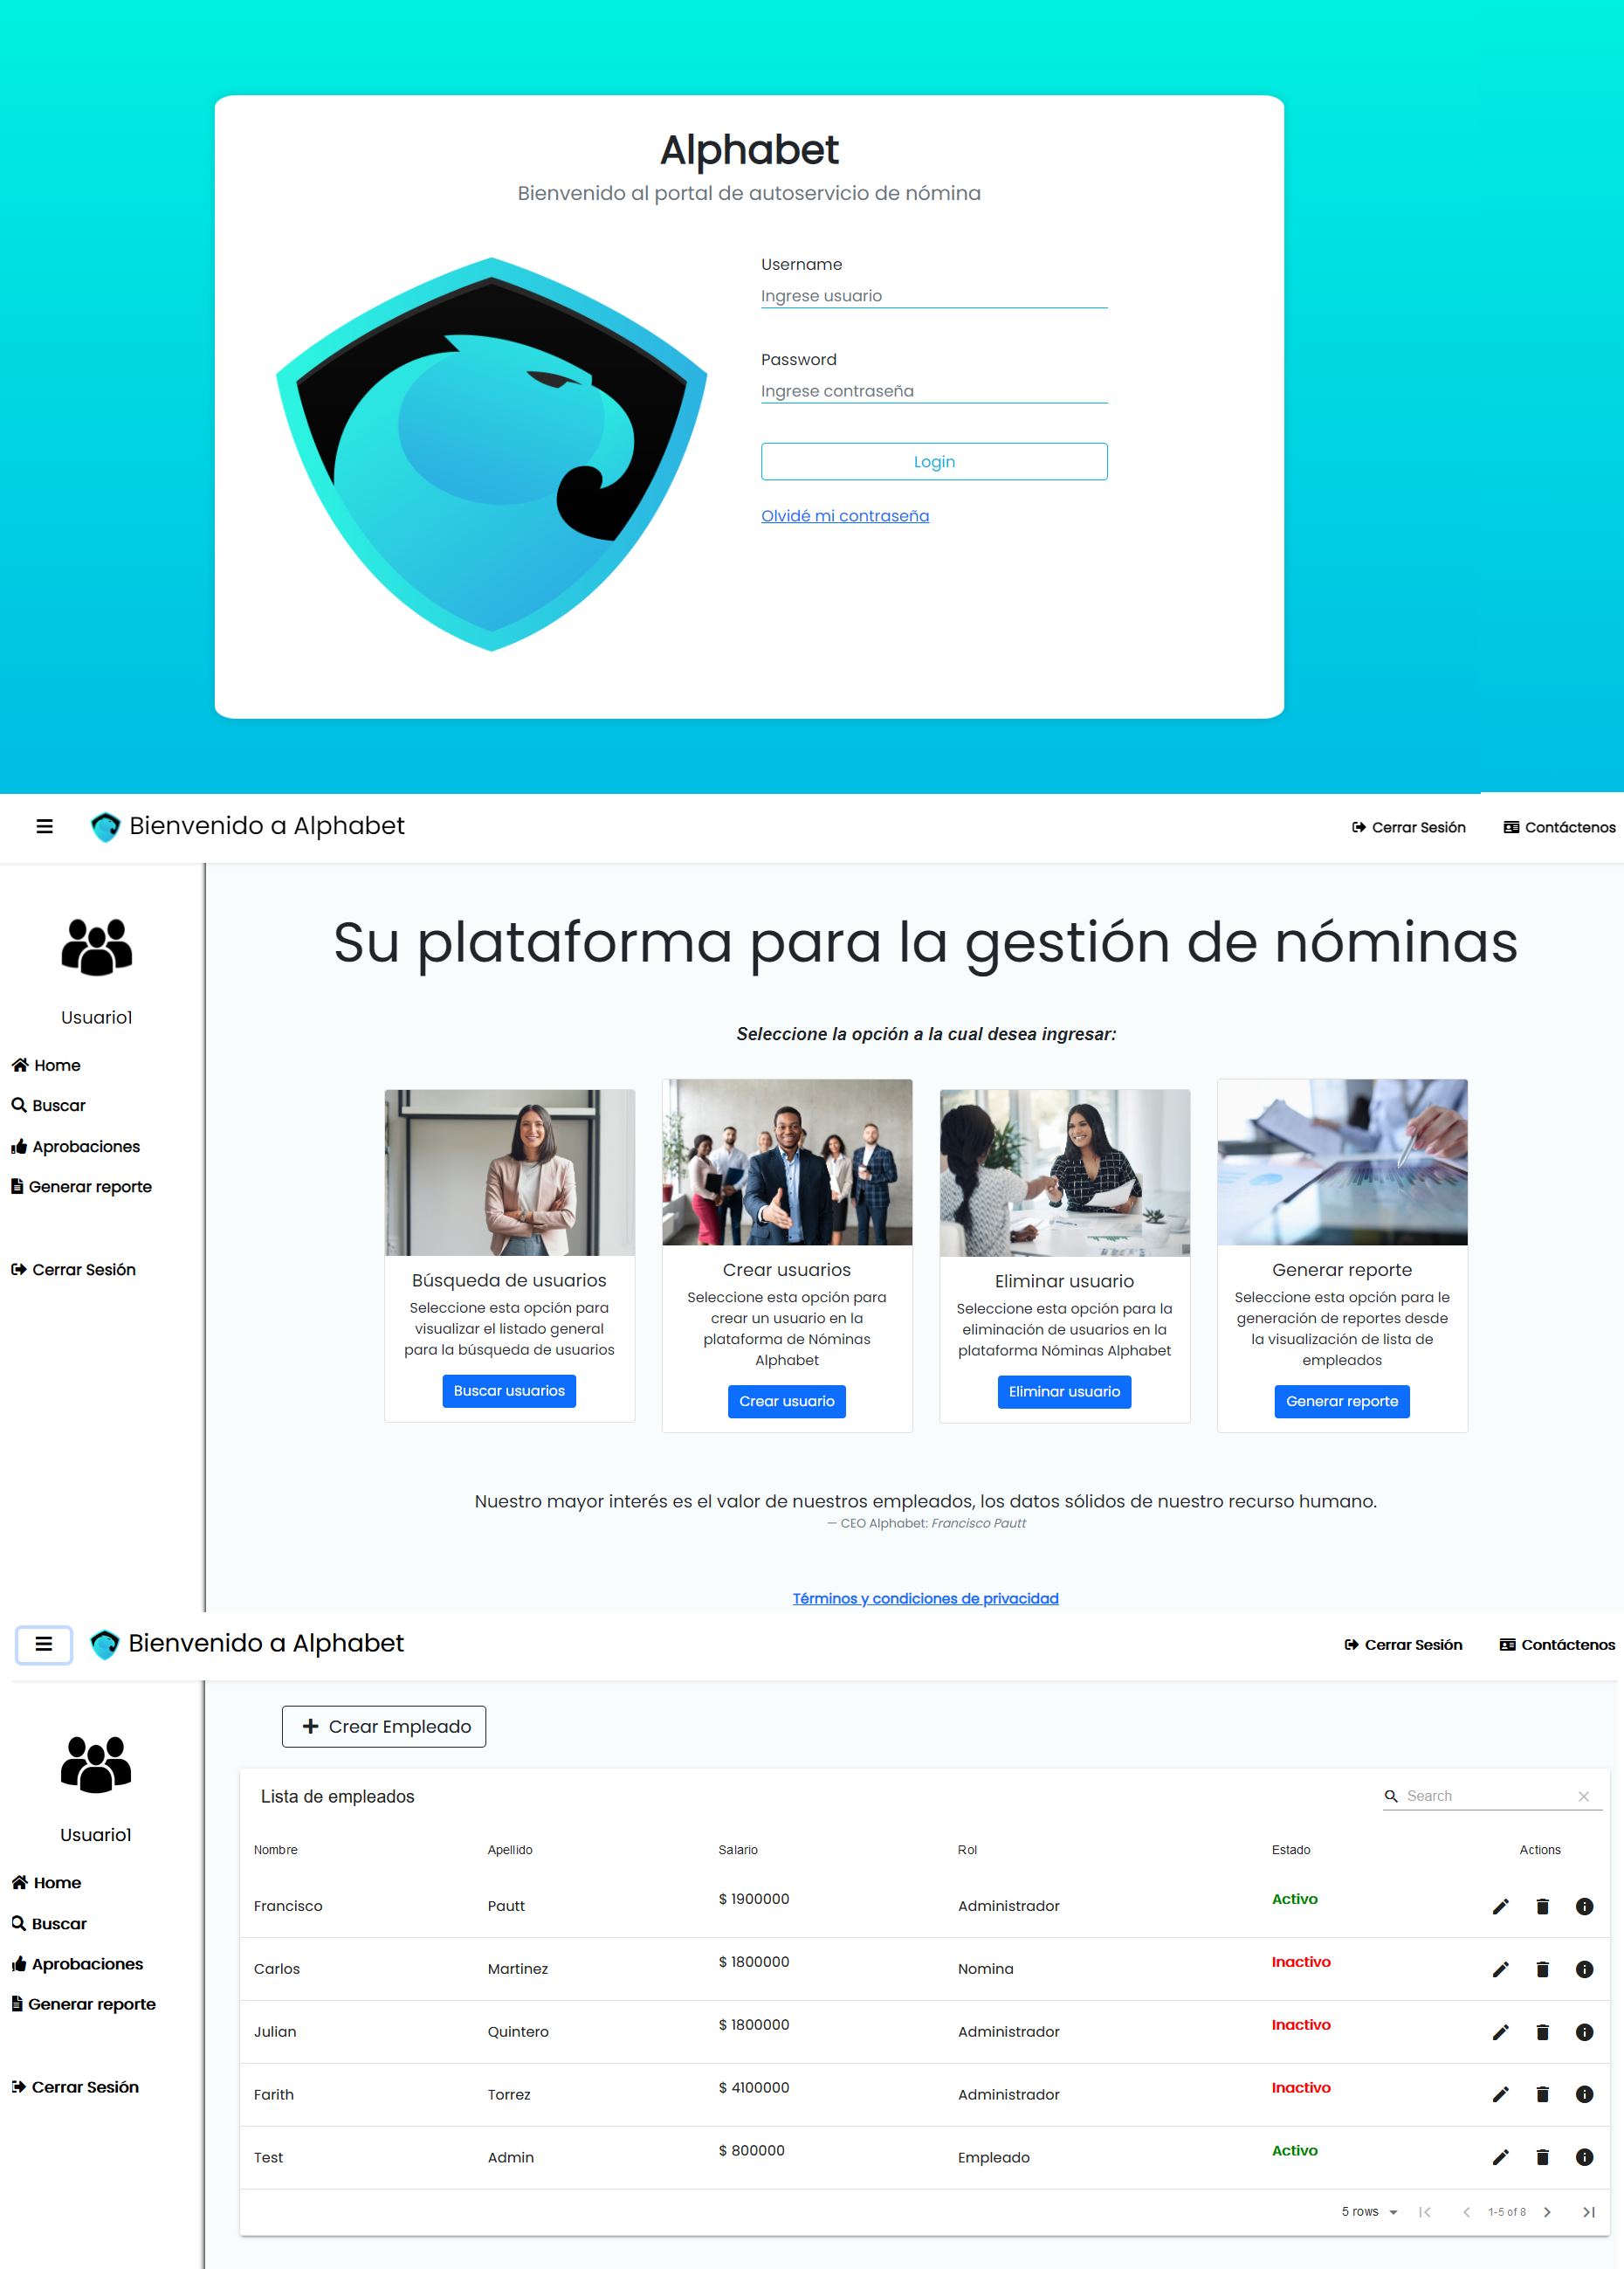 Alphabet
Bienvenido al portal de autoservicio de nómina
Username
Ingrese usuario
Password
Ingrese contraseña
Login
Olvidé mi contraseña
Bienvenido a Alphabet
Cerrar Sesión
Contáctenos
Usuario1
Home
Buscar
Aprobaciones
Generar reporte
Cerrar Sesión
Su plataforma para la gestión de nóminas
Seleccione la opción a la cual desea ingresar:
Búsqueda de usuarios
Seleccione esta opción para
visualizar el listado general
para la búsqueda de usuarios
Buscar usuarios
Crear usuarios
Seleccione esta opción para
crear un usuario en la
plataforma de Nóminas
Alphabet
Crear usuario
Eliminar usuario
Seleccione esta opción para la
eliminación de usuarios en la
plataforma Nóminas Alphabet
Eliminar usuario
Generar reporte
Seleccione esta opción para le
generación de reportes desde
la visualización de lista de
empleados
Generar reporte
Nuestro mayor interés es el valor de nuestros empleados, los datos sólidos de nuestro recurso humano.
— CEO Alphabet: Francisco Pautt
Términos y condiciones de privacidad
Bienvenido a Alphabet
Cerrar Sesión
Contáctenos
Usuario1
Home
Buscar
Aprobaciones
Generar reporte
Cerrar Sesión
Crear Empleado
Lista de empleados
Search
Nombre Apellido Salario Rol Estado Actions
Francisco Pautt $ 1900000 Administrador Activo
Carlos Martinez $ 1800000 Nomina Inactivo
Julian Quintero $ 1800000 Administrador Inactivo
Farith Torrez $ 4100000 Administrador Inactivo
Test Admin $ 800000 Empleado Activo
5 rows 1-5 of 8